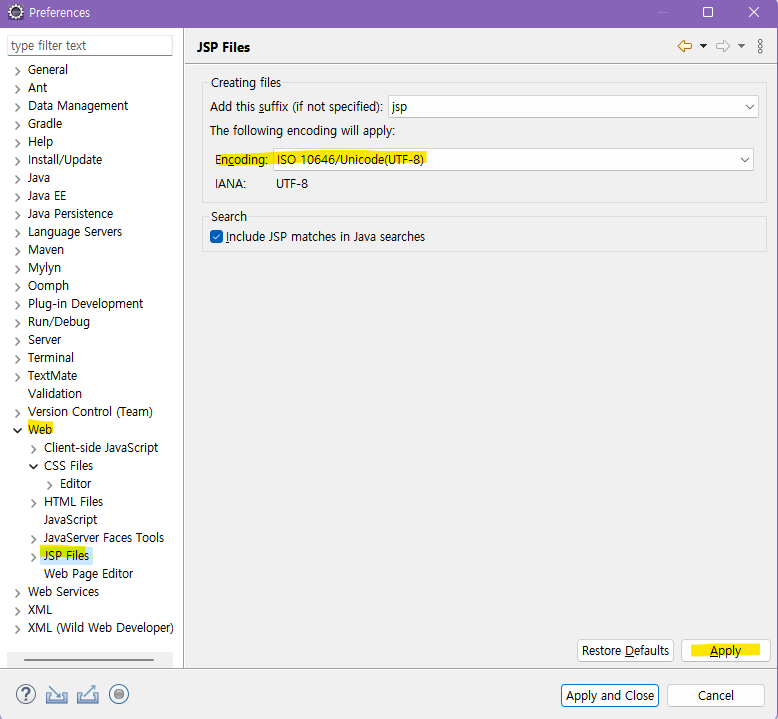 Preferences
type filter text
General
Ant
Data Management
Gradle
Help
Install/Update
Java
Java EE
Java Persistence
Language Servers
Maven
Mylyn
Oomph
Plug-in Development
Run/Debug
Server
Terminal
TextMate
Validation
Version Control (Team)
Web
Client-side JavaScript
CSS Files
Editor
HTML Files
JavaScript
JavaServer Faces Tools
JSP Files
Web Page Editor
Web Services
XML
XML (Wild Web Developer)
JSP Files
Creating files
Add this suffix (if not specified): jsp
The following encoding will apply:
Encoding: ISO 10646/Unicode(UTF-8)
IANA: UTF-8
Search
Include JSP matches in Java searches
Restore Defaults Apply
? Apply and Close Cancel